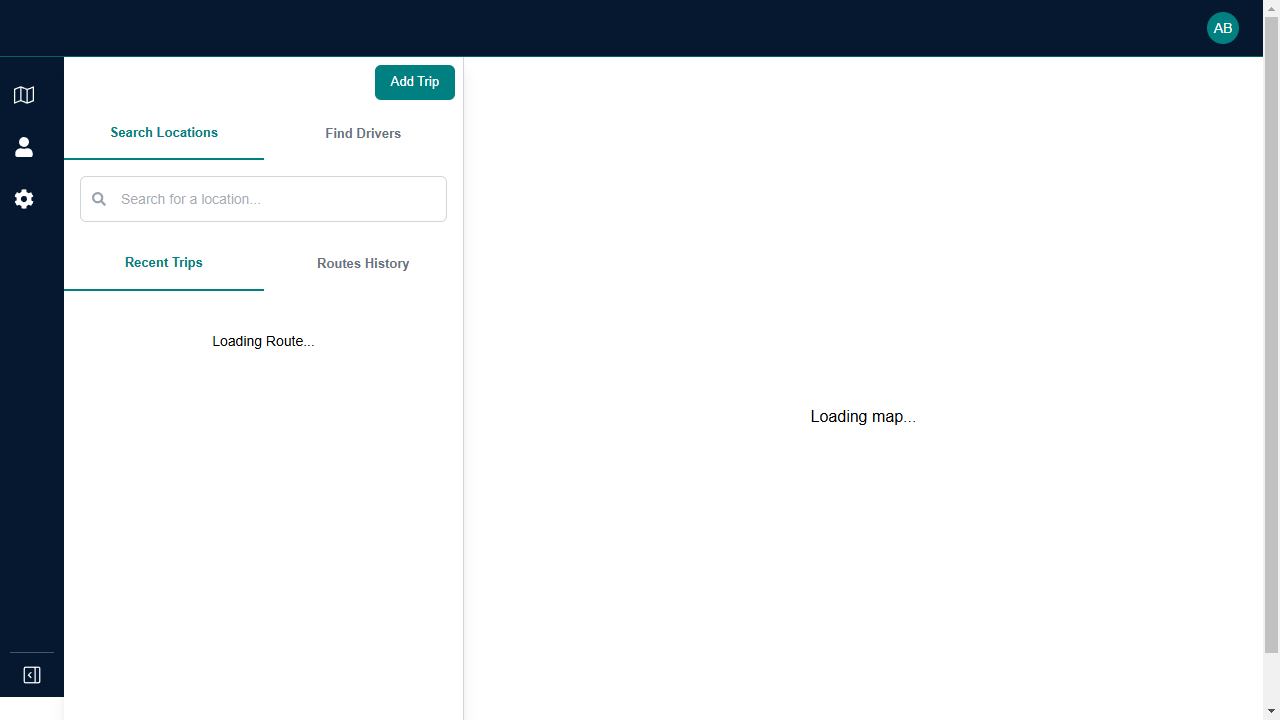 AB
Add Trip
Search Locations
Find Drivers
Search for a location...
Recent Trips
Routes History
Loading Route...
Loading map...